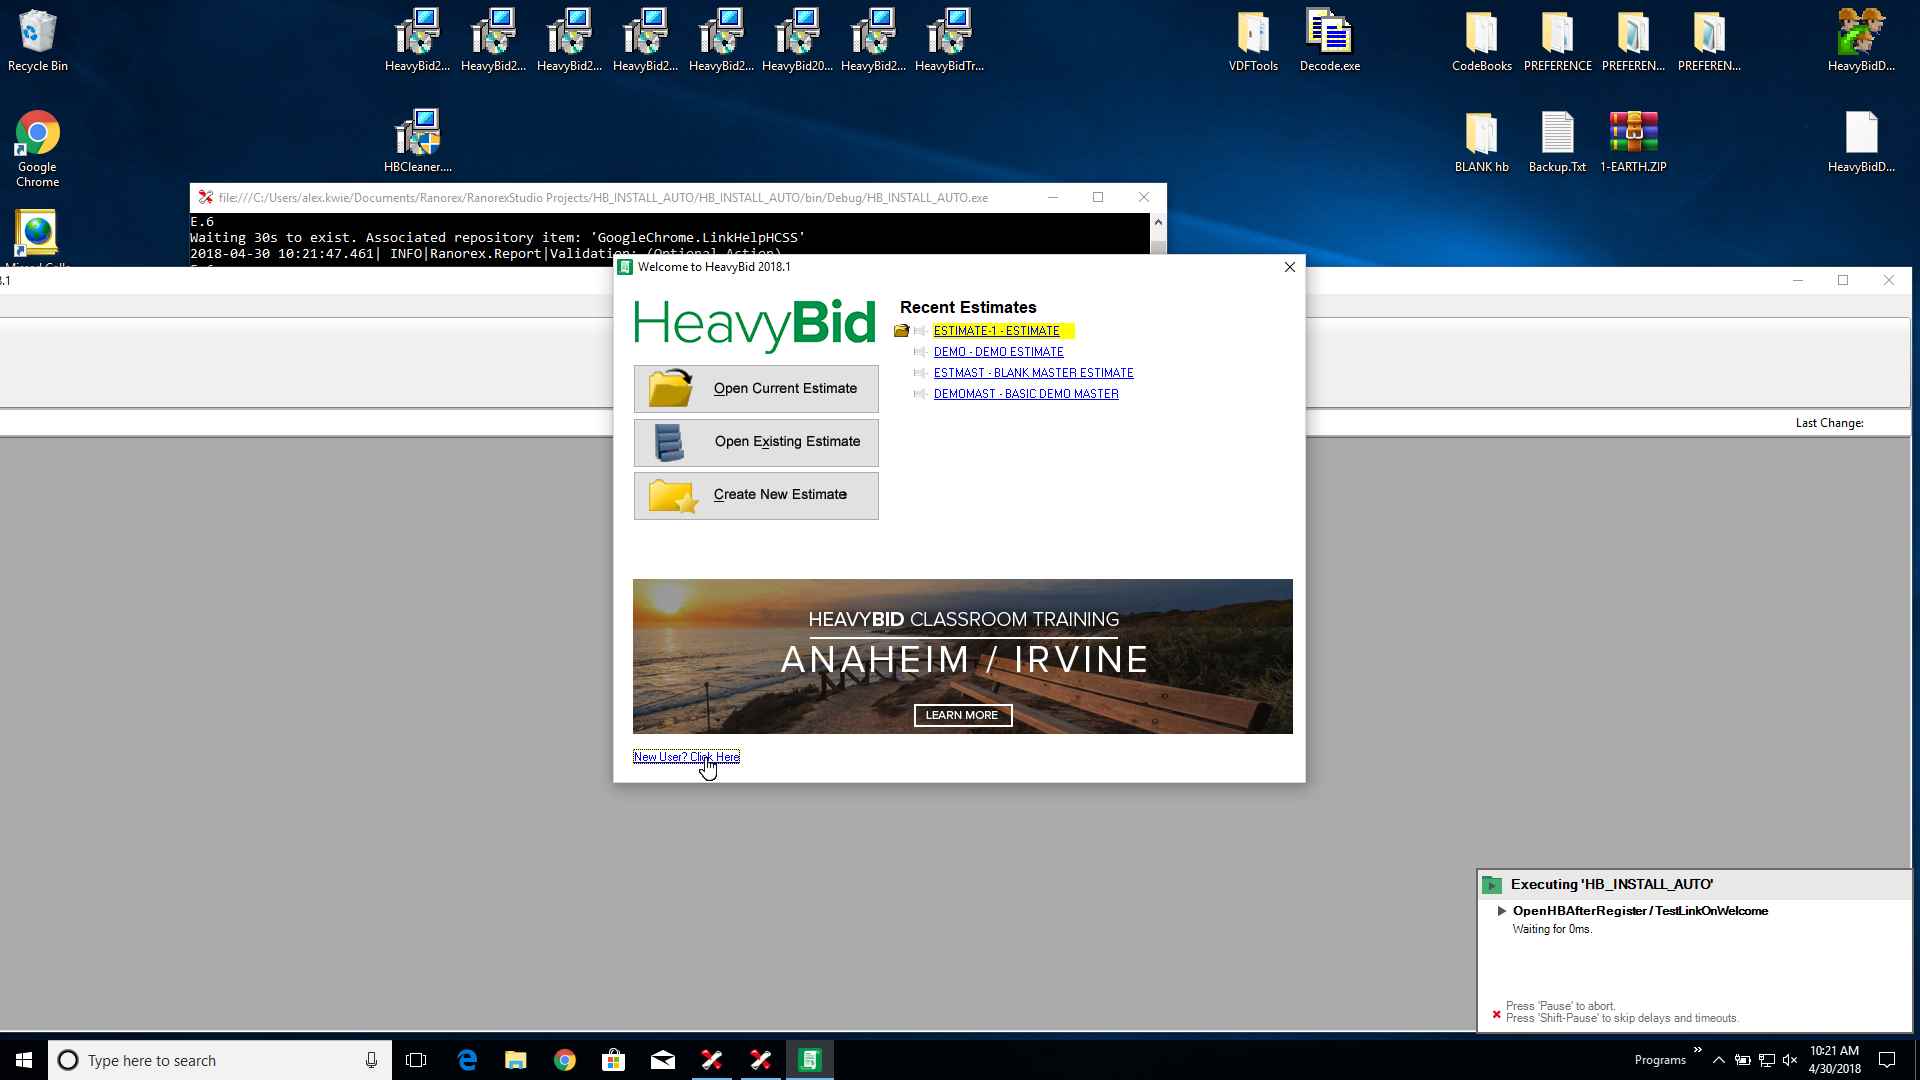 Recycle Bin
HeavyBid2...
HeavyBid2...
HeavyBid2...
HeavyBid2...
HeavyBid2...
HeavyBid20...
HeavyBid2...
HeavyBidTr...
VDFTools
Decode.exe
CodeBooks
PREFERENCE
PREFEREN...
PREFEREN...
HeavyBidD...
Google
Chrome
HBCleaner....
BLANK hb
Backup.Txt
1-EARTH.ZIP
HeavyBidD...
file:///C:/Users/alex.kwie/Documents/Ranorex/RanorexStudio Projects/HB_INSTALL_AUTO/HB_INSTALL_AUTO/bin/Debug/HB_INSTALL_AUTO.exe
E.6
Waiting 30s to exist. Associated repository item: 'GoogleChrome.LinkHelpHCSS'
2018-04-30 10:21:47.461| INFO|Ranorex.Report|Validation: (Optional Action)
.1
Welcome to HeavyBid 2018.1
HeavyBid
Open Current Estimate
Open Existing Estimate
Create New Estimate
Recent Estimates
ESTIMATE-1 - ESTIMATE
DEMO - DEMO ESTIMATE
ESTMAST - BLANK MASTER ESTIMATE
DEMOMAST - BASIC DEMO MASTER
Last Change:
HEAVYBID CLASSROOM TRAINING
ANAHEIM / IRVINE
LEARN MORE
New User? Click Here
Executing 'HB_INSTALL_AUTO'
OpenHBAfterRegister / TestLinkOnWelcome
Waiting for 0ms.
Press 'Pause' to abort.
Press 'Shift-Pause' to skip delays and timeouts.
Type here to search
Programs
10:21 AM
4/30/2018